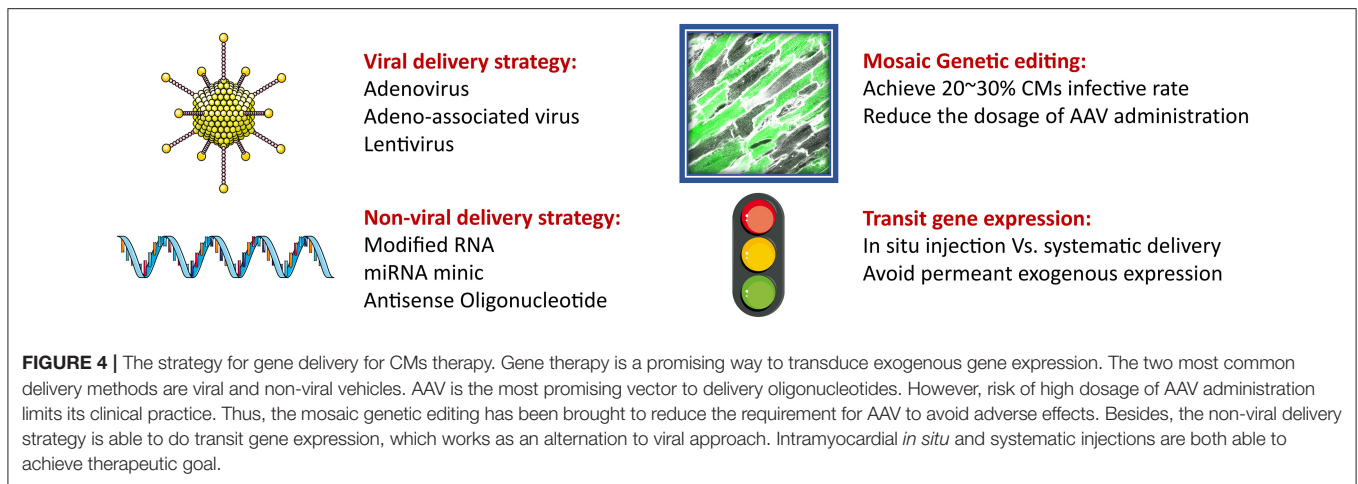 Viral delivery strategy:
Adenovirus
Adeno-associated virus
Lentivirus
Mosaic Genetic editing:
Achieve 20~30% CMs infective rate
Reduce the dosage of AAV administration
Non-viral delivery strategy:
Modified RNA
miRNA minic
Antisense Oligonucleotide
Transit gene expression:
In situ injection Vs. systematic delivery
Avoid permeant exogenous expression
FIGURE 4 | The strategy for gene delivery for CMs therapy. Gene therapy is a promising way to transduce exogenous gene expression. The two most common
delivery methods are viral and non-viral vehicles. AAV is the most promising vector to delivery oligonucleotides. However, risk of high dosage of AAV administration
limits its clinical practice. Thus, the mosaic genetic editing has been brought to reduce the requirement for AAV to avoid adverse effects. Besides, the non-viral delivery
strategy is able to do transit gene expression, which works as an alternation to viral approach. Intramyocardial in situ and systematic injections are both able to
achieve therapeutic goal.